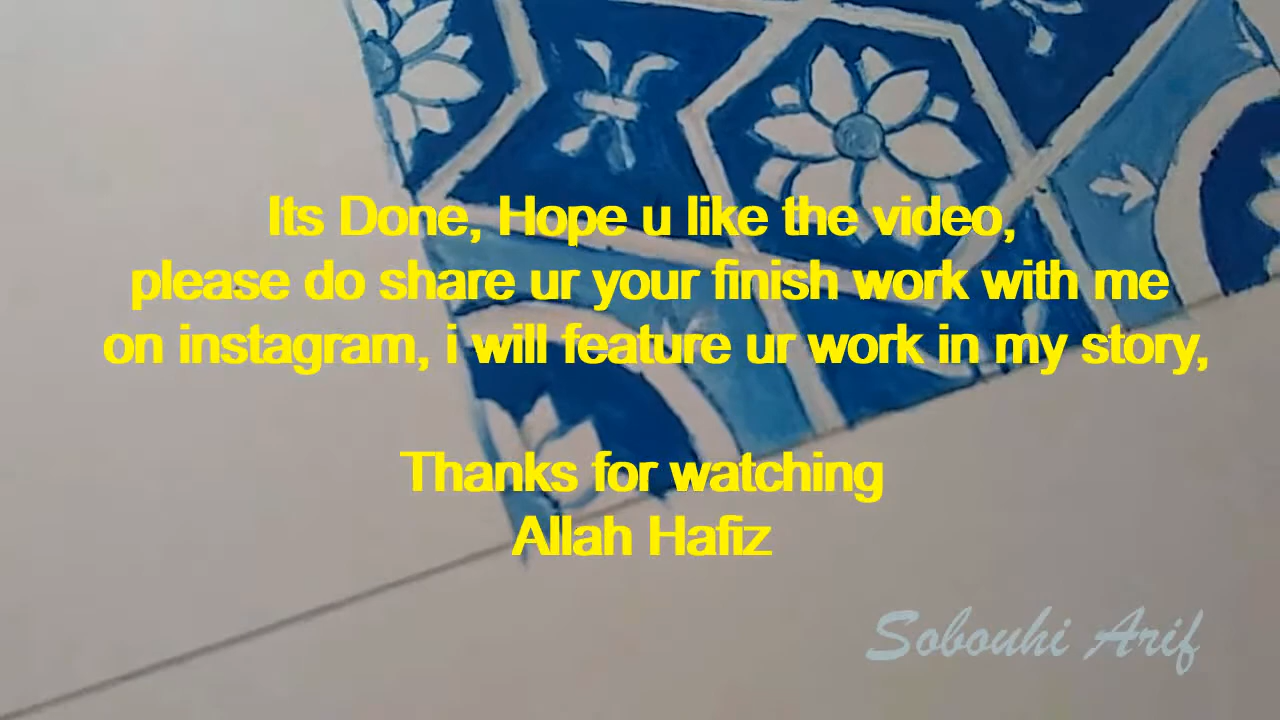 Its Done, Hope u like the video,
please do share ur your finish work with me
on instagram, i will feature ur work in my story,
Thanks for watching
Allah Hafiz
Sobouhi Arif